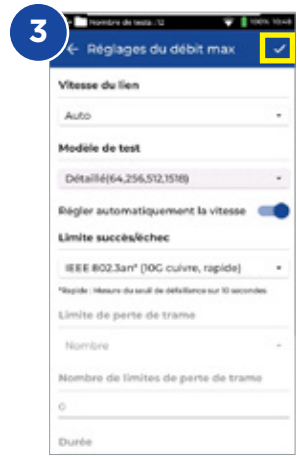 3
Nombre de tests : 12
100% 10:48
← Réglages du débit max ✓
Vitesse du lien
Auto
Modèle de test
Détaillé(64,256,512,1518)
Régler automatiquement la vitesse
Limite succès/échec
IEEE 802.3an* (10G cuivre, rapide)
*Rapide : Mesure du seuil de défaillance sur 10 secondes
Limite de perte de trame
Nombre
Nombre de limites de perte de trame
0
Durée